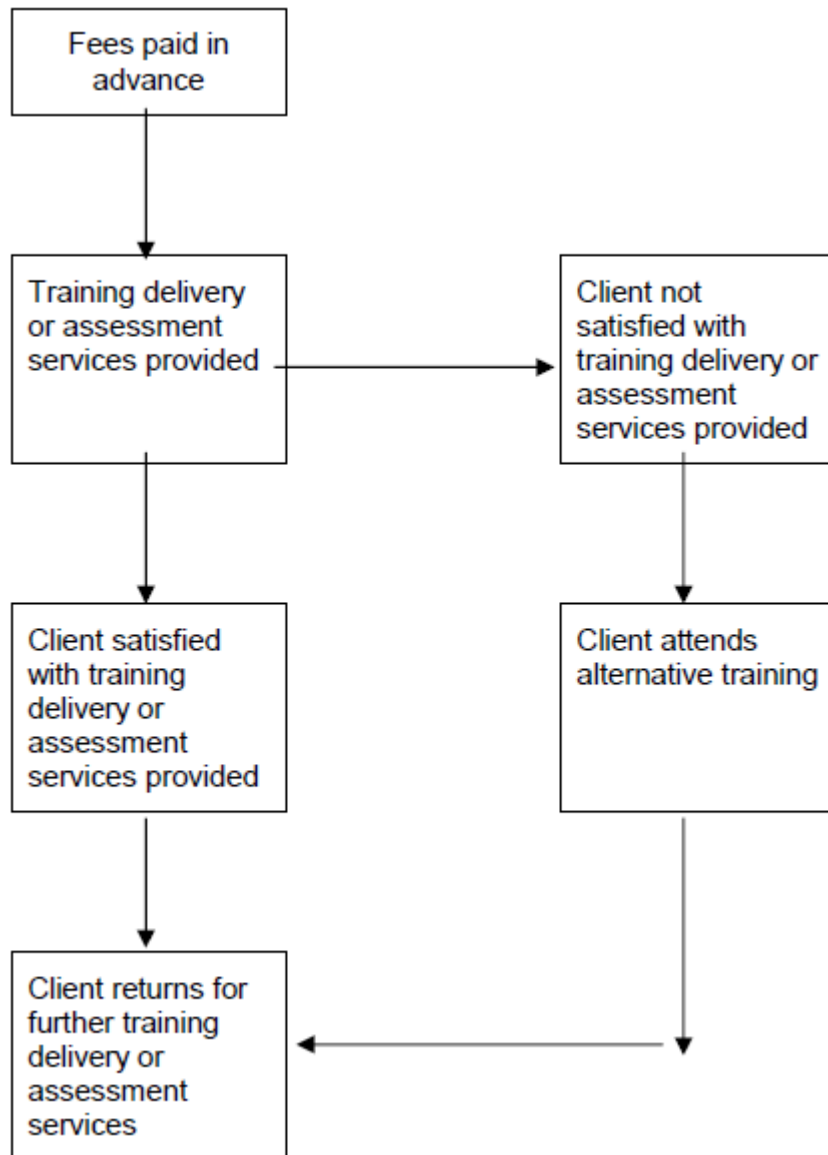 Fees paid in
advance
Training delivery
or assessment
services provided
Client not
satisfied with
training delivery or
assessment
services provided
Client satisfied
with training
delivery or
assessment
services provided
Client attends
alternative training
Client returns for
further training
delivery or
assessment
services